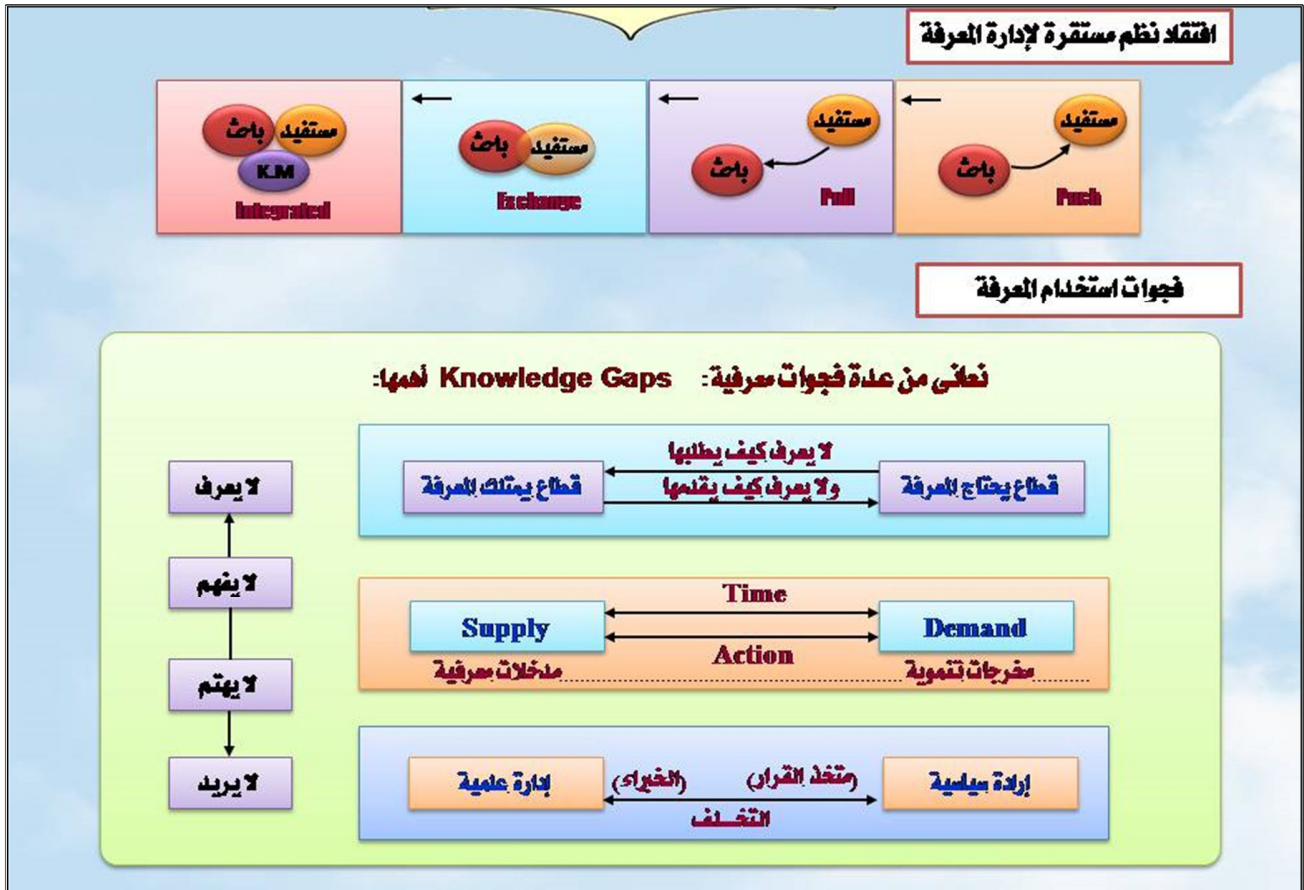 افتقاد نظم مستقرة لإدارة المعرفة
مستفيد
باحث
Puch
مستفيد
باحث
Pull
مستفيد
باحث
Exchange
مستفيد
باحث
K.M
Integrated
فجوات استخدام المعرفة
نعانى من عدة فجوات معرفية: Knowledge Gaps أهمها:
لا يعرف كيف يطلبها
قطاع يحتاج المعرفة
قطاع يمتلك المعرفة
ولا يعرف كيف يقدمها
Time
Demand
Supply
Action
مخرجات تنموية
مدخلات معرفية
إرادة سياسية
(متخذ القرار)
(الخبراء)
إدارة علمية
التخـــلف
لا يعرف
لا يفهم
لا يهتم
لا يريد